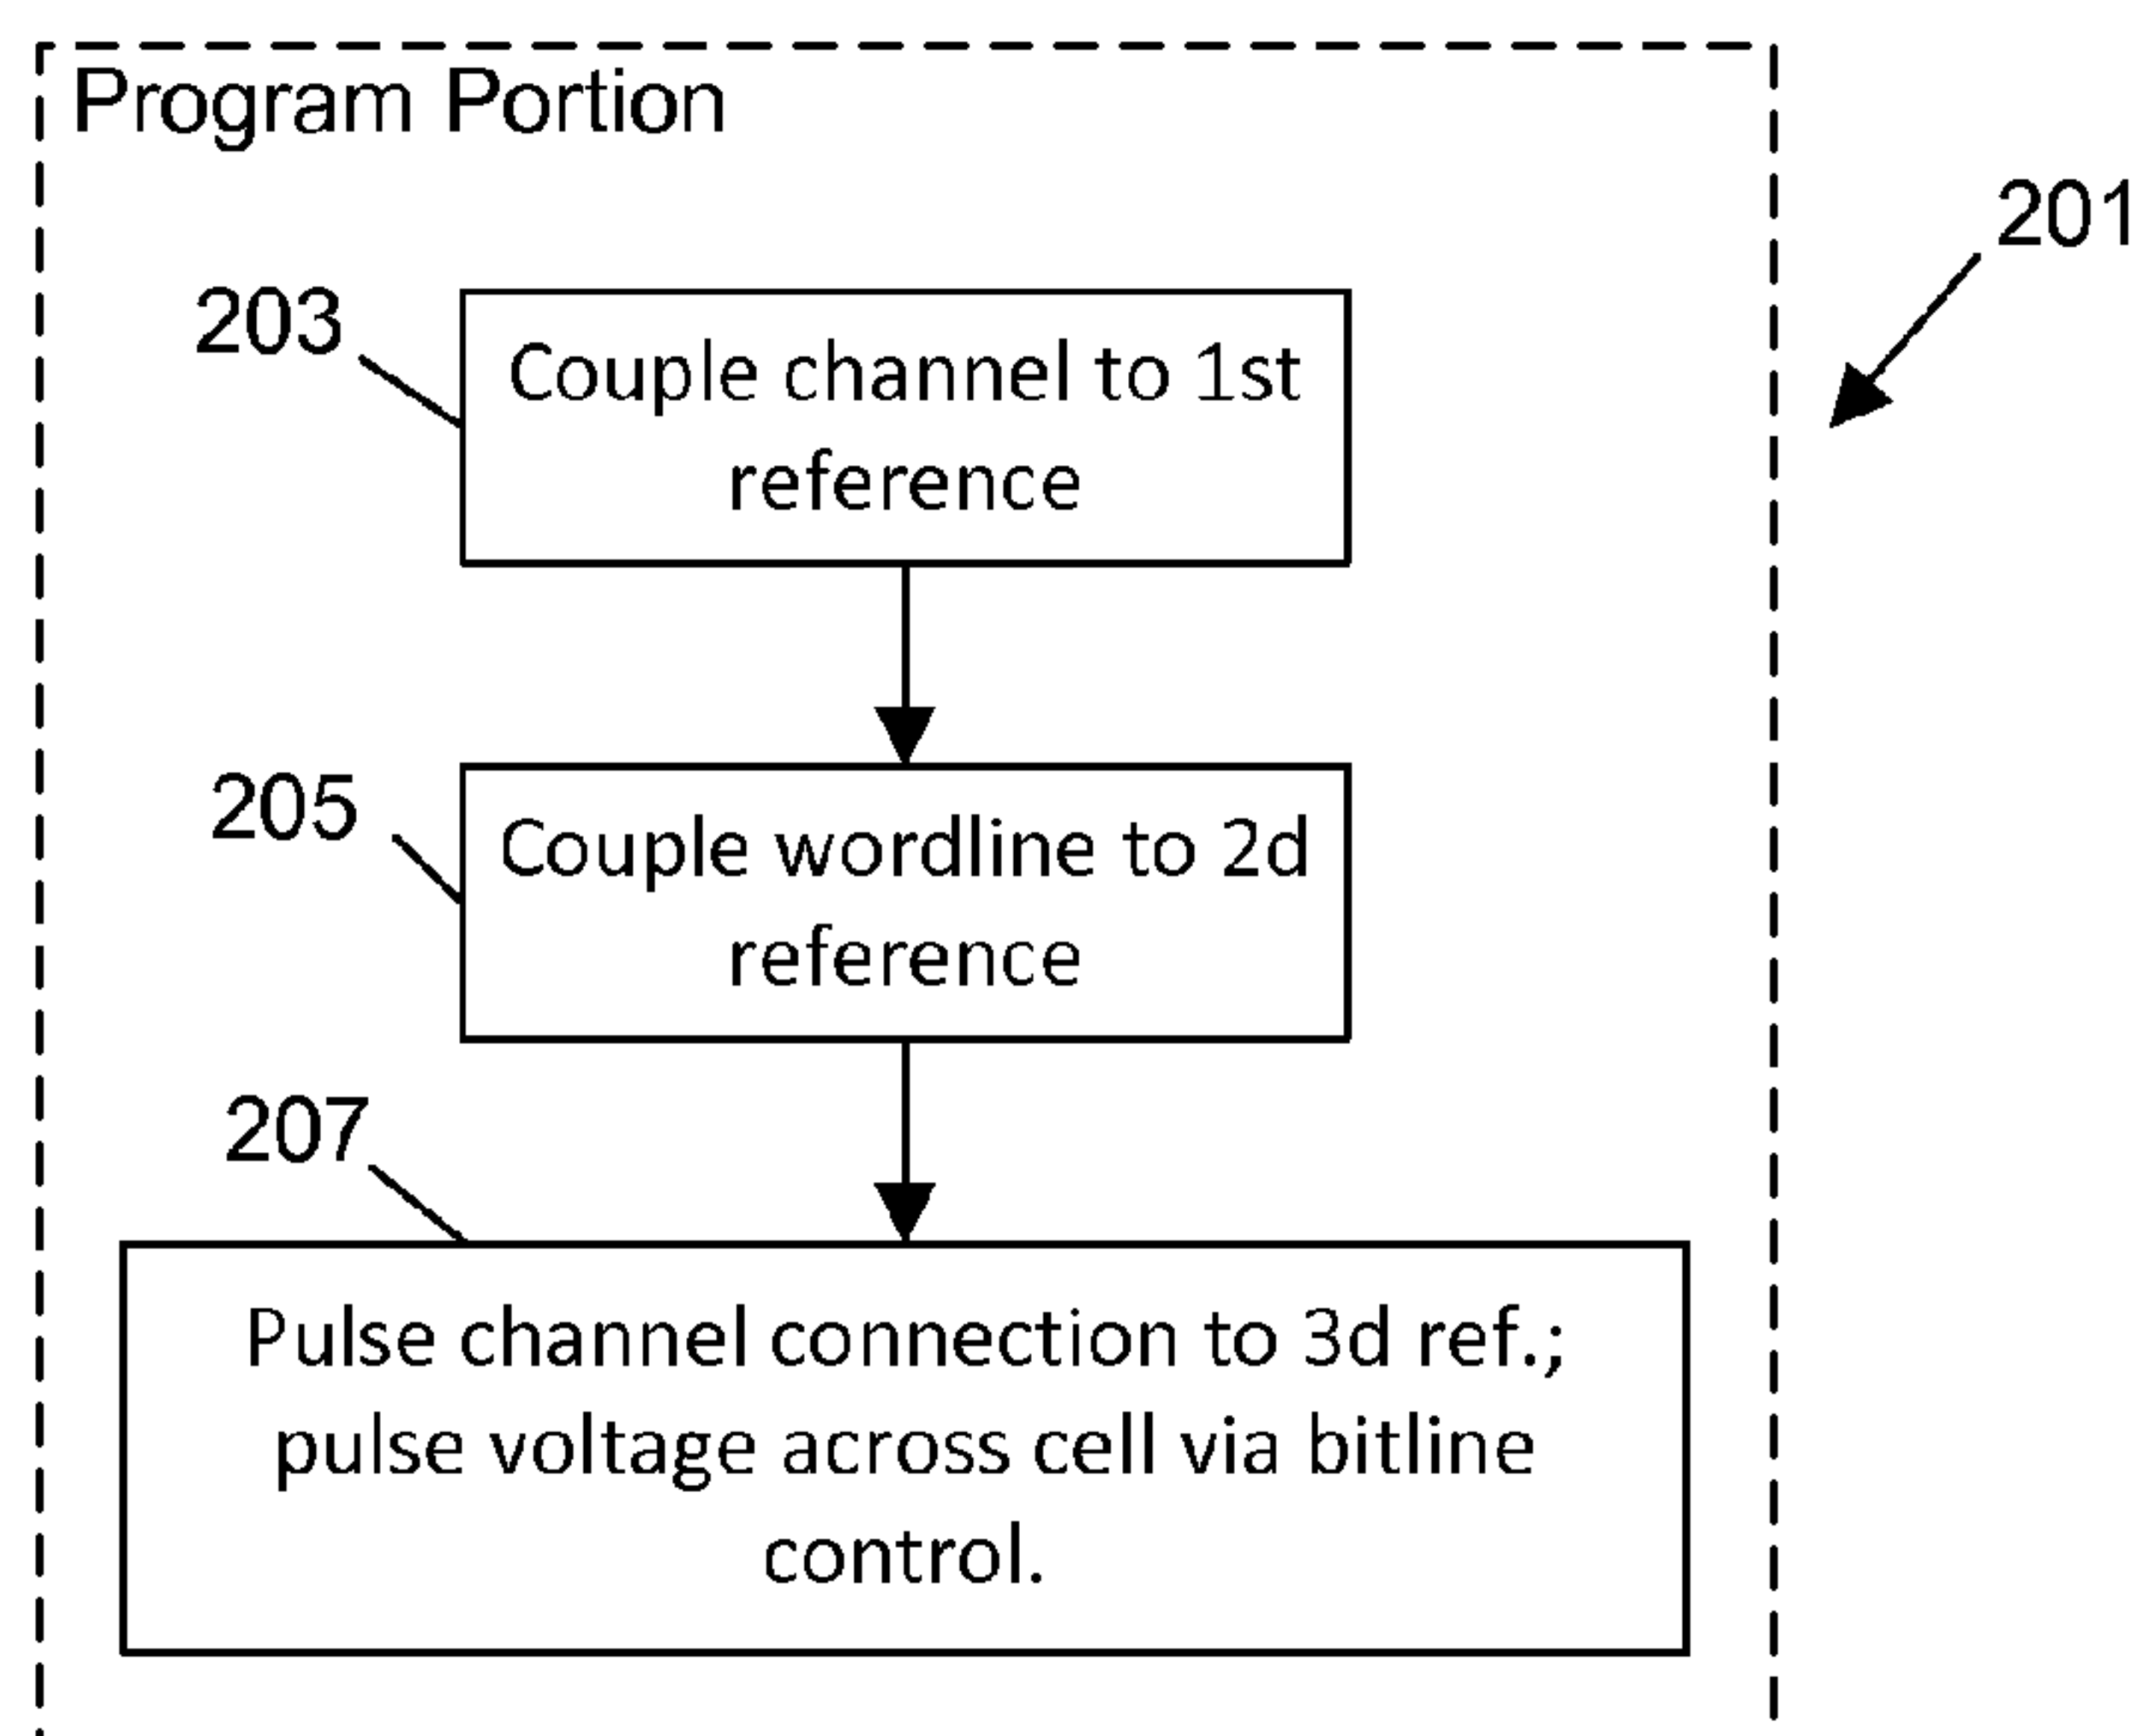 Program Portion
201
203
Couple channel to 1st
reference
205
Couple wordline to 2d
reference
207
Pulse channel connection to 3d ref.;
pulse voltage across cell via bitline
control.